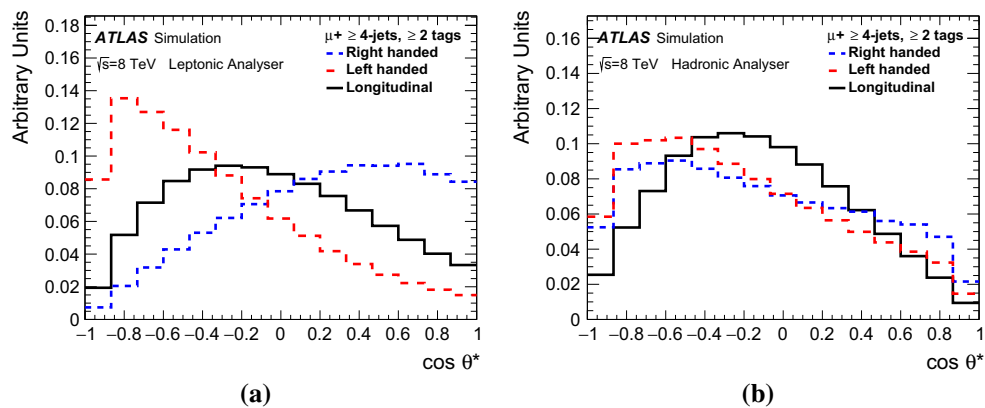 Arbitrary Units
0.18
0.16
0.14
0.12
0.1
0.08
0.06
0.04
0.02
0
ATLAS Simulation
√s=8 TeV Leptonic Analyser
μ+ ≥ 4-jets, ≥ 2 tags
Right handed
Left handed
Longitudinal
−1 −0.8 −0.6 −0.4 −0.2 0 0.2 0.4 0.6 0.8 1
cos θ*
(a)
Arbitrary Units
0.16
0.14
0.12
0.1
0.08
0.06
0.04
0.02
0
ATLAS Simulation
√s=8 TeV Hadronic Analyser
μ+ ≥ 4-jets, ≥ 2 tags
Right handed
Left handed
Longitudinal
−1 −0.8 −0.6 −0.4 −0.2 0 0.2 0.4 0.6 0.8 1
cos θ*
(b)